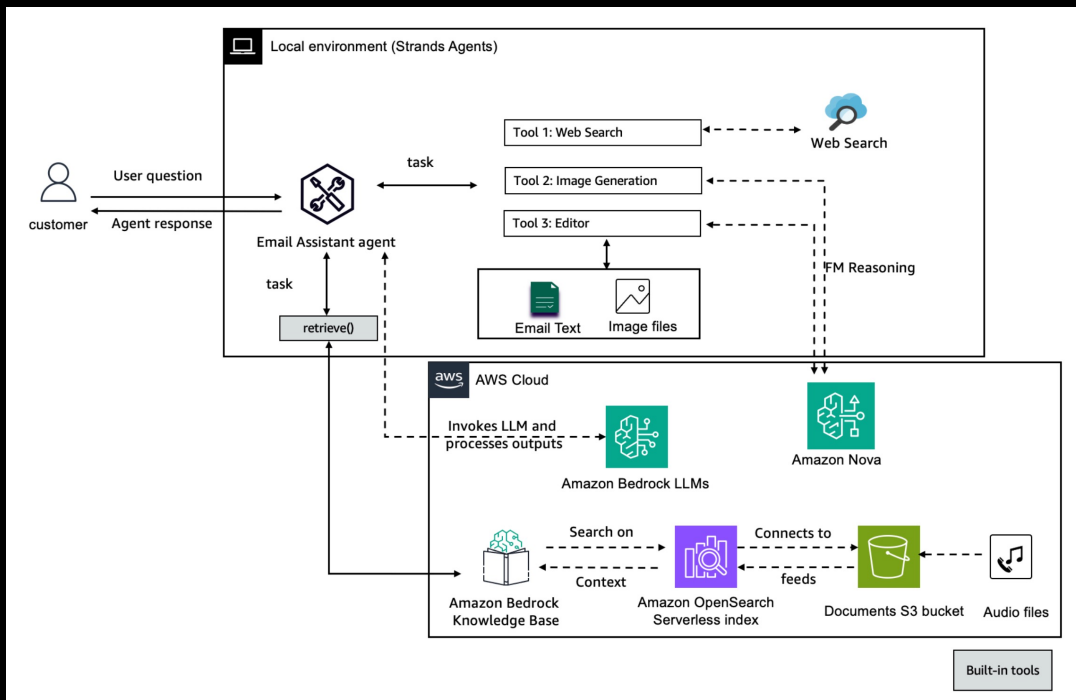 Local environment (Strands Agents)
Tool 1: Web Search
Web Search
task
User question
Tool 2: Image Generation
customer
Agent response
Tool 3: Editor
Email Assistant agent
FM Reasoning
task
retrieve()
Email Text
Image files
aws
AWS Cloud
Invokes LLM and
processes outputs
Amazon Nova
Amazon Bedrock LLMs
Search on
Connects to
Context
feeds
Amazon Bedrock
Knowledge Base
Amazon OpenSearch
Serverless index
Documents S3 bucket
Audio files
Built-in tools